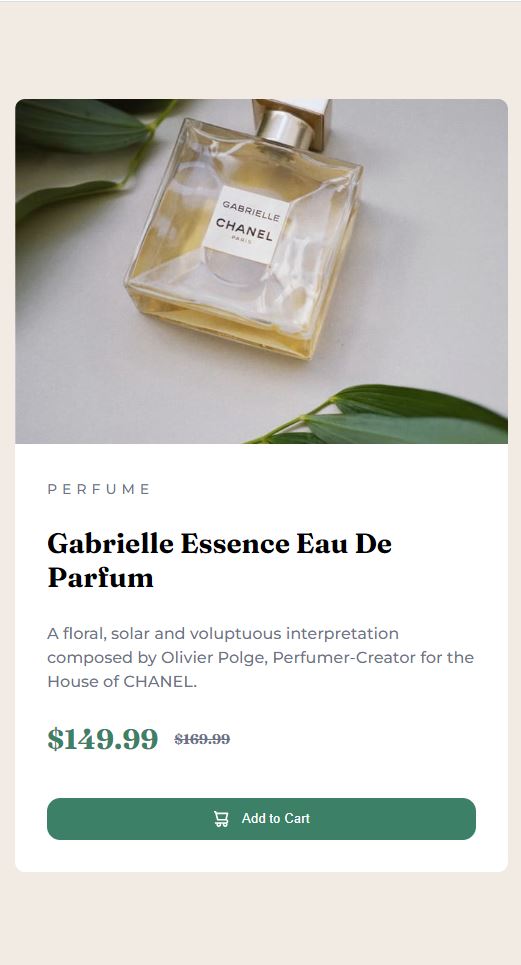 GABRIELLE
CHANEL
PARIS
PERFUME
Gabrielle Essence Eau De
Parfum
A floral, solar and voluptuous interpretation
composed by Olivier Polge, Perfumer-Creator for the
House of CHANEL.
$149.99 $169.99
Add to Cart